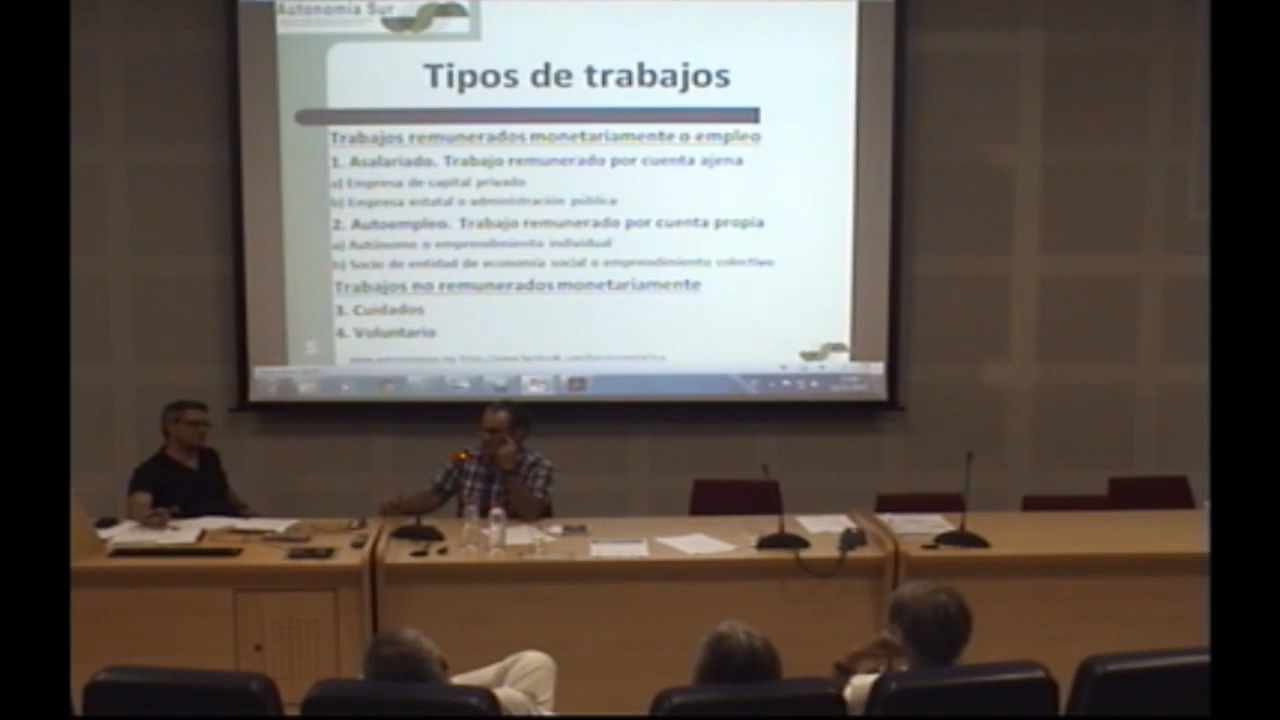 Autonomía Sur
Tipos de trabajos
Trabajos remunerados monetariamente o empleo
1. Asalariado. Trabajo remunerado por cuenta ajena
a) Empresa de capital privado
b) Empresa estatal o administración pública
2. Autoempleo. Trabajo remunerado por cuenta propia
a) Autónomo o emprendimiento individual
b) Socio de entidad de economía social o emprendimiento colectivo
Trabajos no remunerados monetariamente
3. Cuidados
4. Voluntario
5